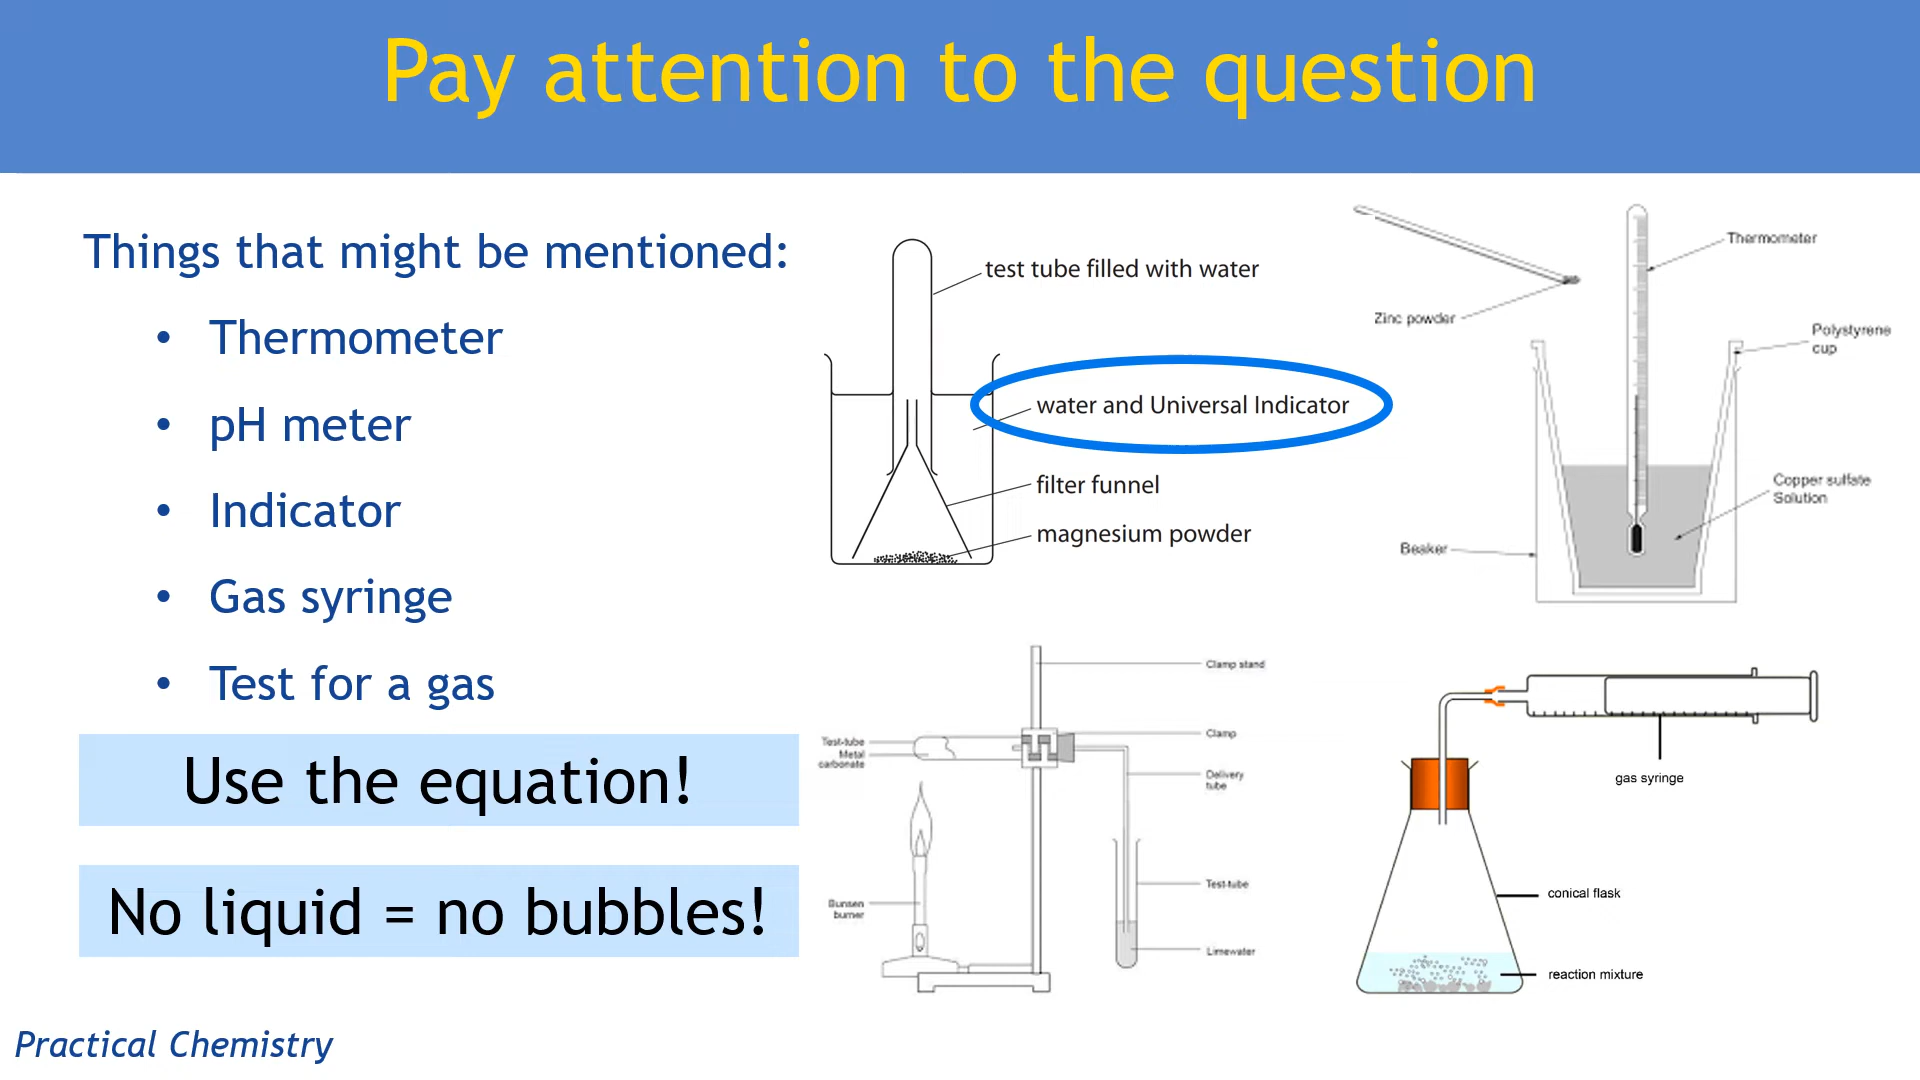 Pay attention to the question
Things that might be mentioned:
• Thermometer
• pH meter
• Indicator
• Gas syringe
• Test for a gas
Use the equation!
No liquid = no bubbles!
test tube filled with water
water and Universal Indicator
filter funnel
magnesium powder
Thermometer
Zinc powder
Polystyrene
cup
Copper sulfate
Solution
Beaker
Clamp stand
Clamp
Test-tube
Metal
carbonate
Delivery
tube
Test-tube
Bunsen
burner
Limewater
gas syringe
conical flask
reaction mixture
Practical Chemistry